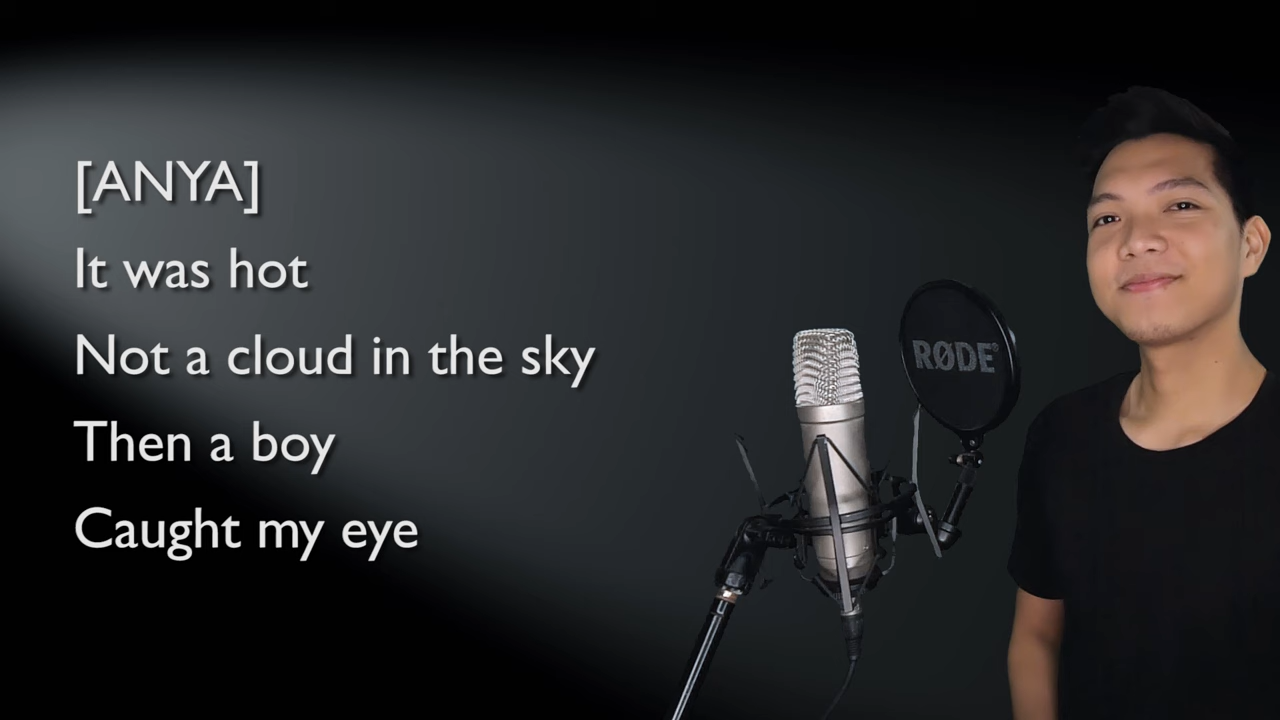 [ANYA]
It was hot
Not a cloud in the sky
Then a boy
Caught my eye
RØDE®